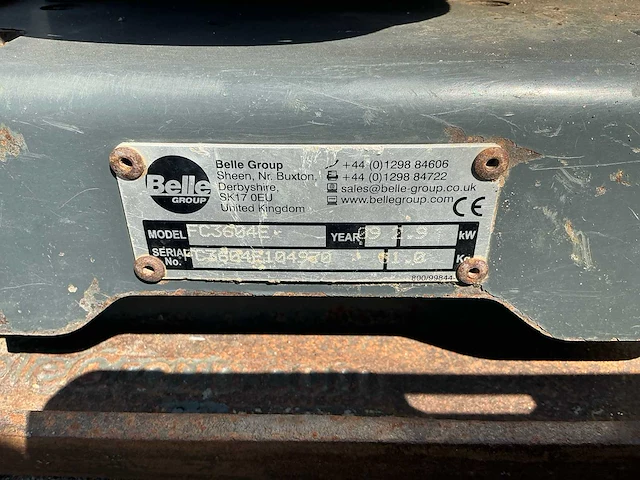 Belle
GROUP
Belle Group
Sheen, Nr. Buxton,
Derbyshire,
SK17 0EU
United Kingdom
+44 (0)1298 84606
+44 (0)1298 84722
sales@belle-group.co.uk
www.bellegroup.com
CE
MODEL FC3604E YEAR 09 kW
SERIAL No. Kg
800/99844